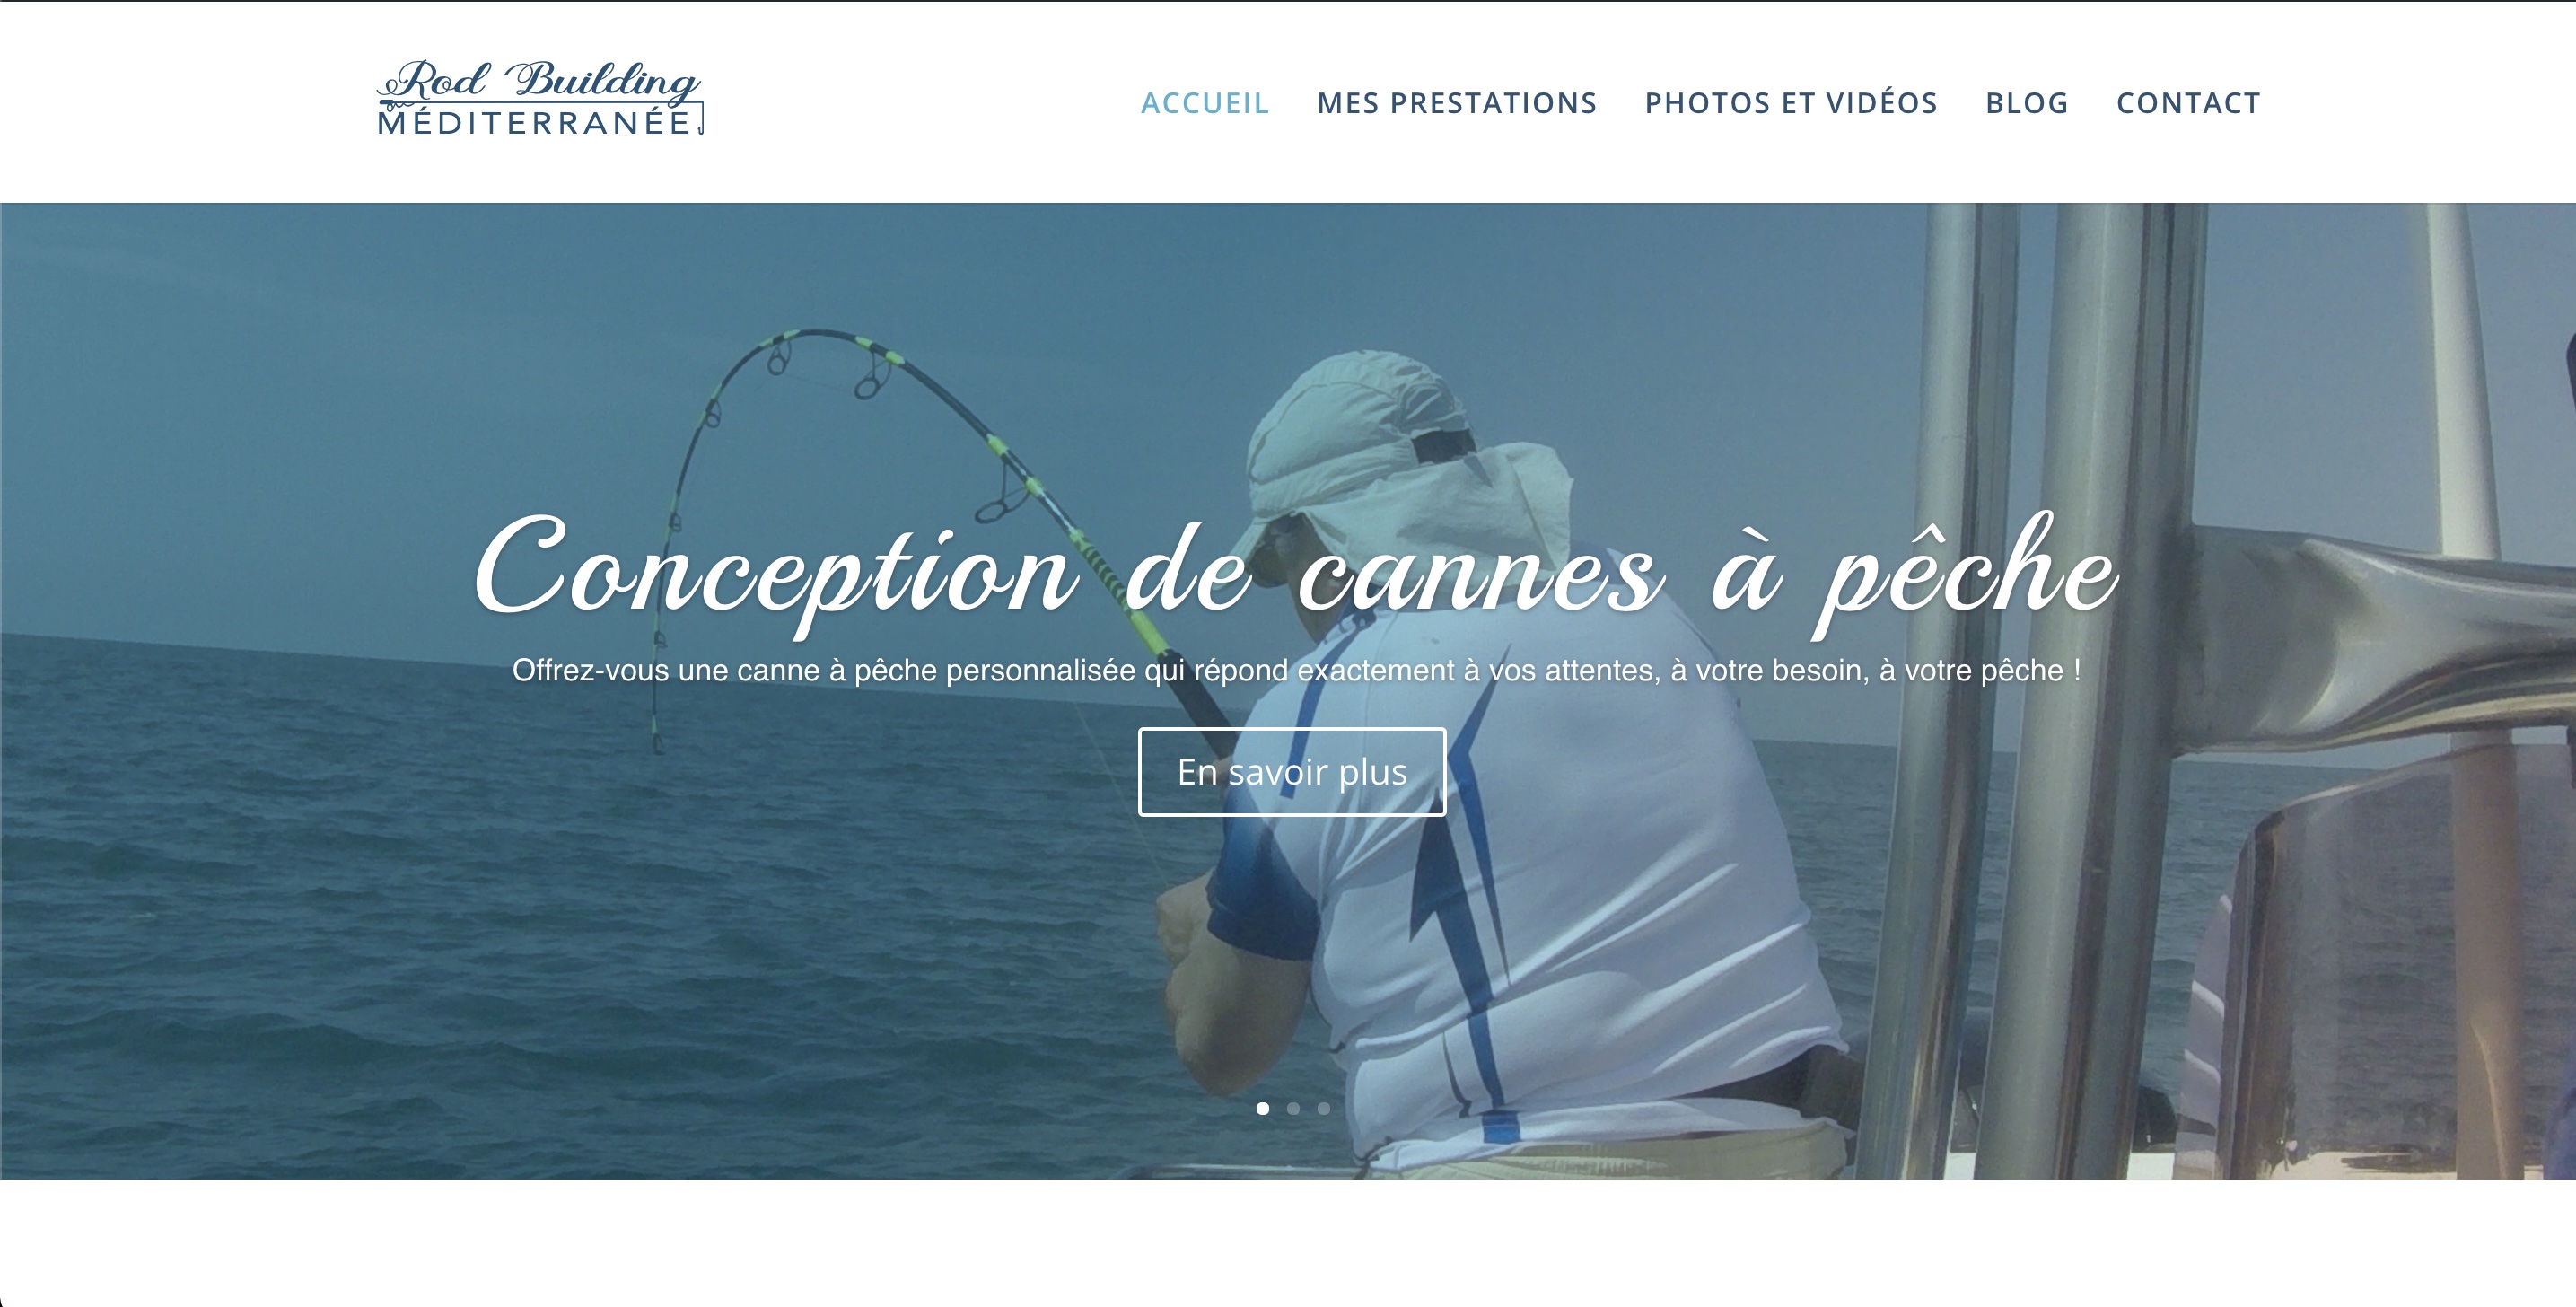 Rod Building
MÉDITERRANÉE
ACCUEIL MES PRESTATIONS PHOTOS ET VIDÉOS BLOG CONTACT
Conception de cannes à pêche
Offrez-vous une canne à pêche personnalisée qui répond exactement à vos attentes, à votre besoin, à votre pêche !
En savoir plus